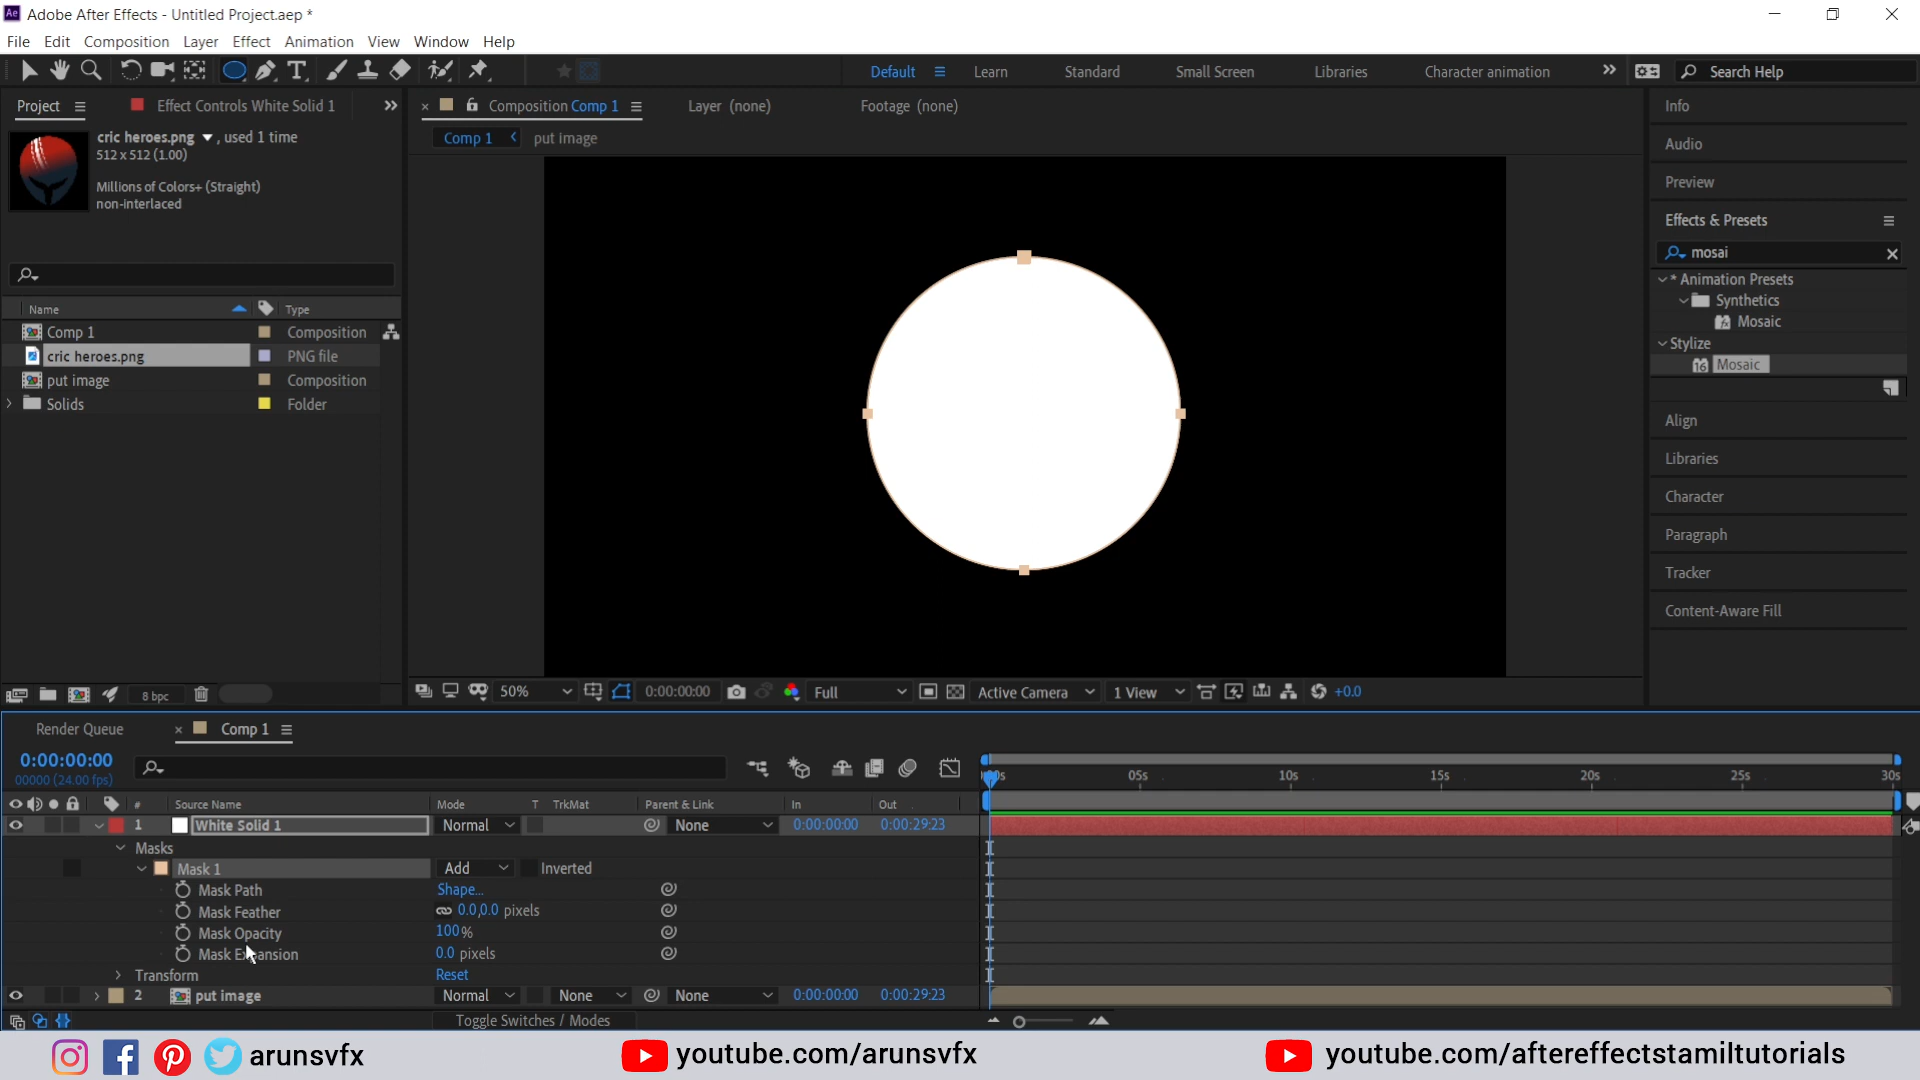 Ae Adobe After Effects - Untitled Project.aep *
File Edit Composition Layer Effect Animation View Window Help
Default Learn Standard Small Screen Libraries Character animation Search Help
Project Effect Controls White Solid 1
cric heroes.png , used 1 time
512 x 512 (1.00)
Millions of Colors+ (Straight)
non-interlaced
Name Type
Comp 1 Composition
cric heroes.png PNG file
put image Composition
Solids Folder
8 bpc
Composition Comp 1 Layer (none) Footage (none)
Comp 1 put image
50% 0:00:00:00 Full Active Camera 1 View +0.0
Info
Audio
Preview
Effects & Presets
mosai
* Animation Presets
Synthetics
Mosaic
Stylize
16 Mosaic
Align
Libraries
Character
Paragraph
Tracker
Content-Aware Fill
Render Queue Comp 1
0:00:00:00
00000 (24.00 fps)
05s 10s 15s 20s 25s 30s
# Source Name Mode T TrkMat Parent & Link In Out
1 White Solid 1 Normal None 0:00:00:00 0:00:29:23
Masks
Mask 1 Add Inverted
Mask Path Shape...
Mask Feather 0.0,0.0 pixels
Mask Opacity 100%
Mask Expansion 0.0 pixels
Transform Reset
2 put image Normal None None 0:00:00:00 0:00:29:23
Toggle Switches / Modes
arunsvfx youtube.com/arunsvfx youtube.com/aftereffectstamiltutorials